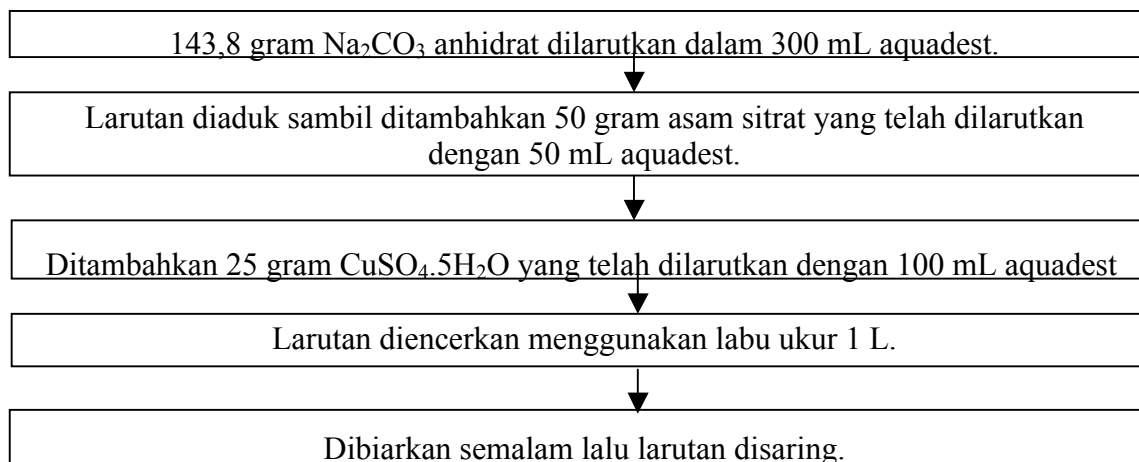 143,8 gram Na₂CO₃ anhidrat dilarutkan dalam 300 mL aquadest.
Larutan diaduk sambil ditambahkan 50 gram asam sitrat yang telah dilarutkan
dengan 50 mL aquadest.
Ditambahkan 25 gram CuSO₄.5H₂O yang telah dilarutkan dengan 100 mL aquadest
Larutan diencerkan menggunakan labu ukur 1 L.
Dibiarkan semalam lalu larutan disaring.